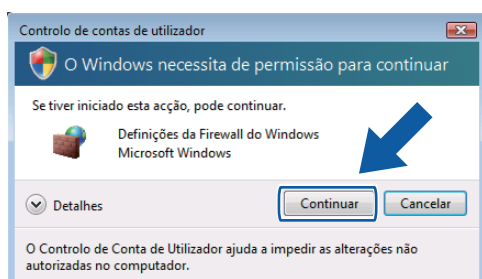 Controlo de contas de utilizador
O Windows necessita de permissão para continuar
Se tiver iniciado esta acção, pode continuar.
Definições da Firewall do Windows
Microsoft Windows
Detalhes
Continuar
Cancelar
O Controlo de Conta de Utilizador ajuda a impedir as alterações não
autorizadas no computador.